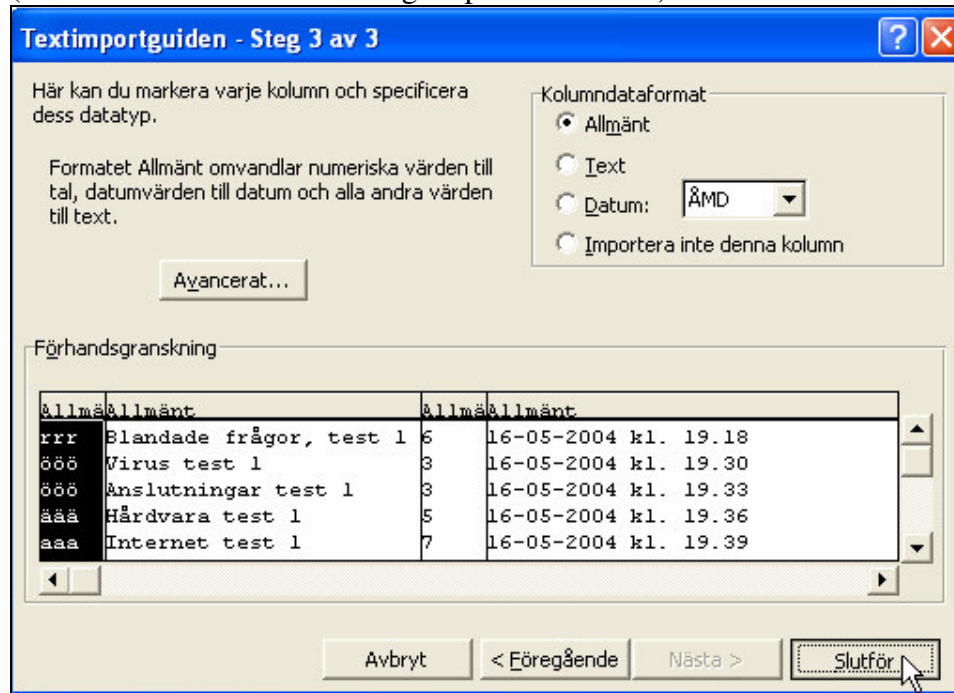 Textimportguiden - Steg 3 av 3
Här kan du markera varje kolumn och specificera
dess datatyp.
Formatet Allmänt omvandlar numeriska värden till
tal, datumvärden till datum och alla andra värden
till text.
Avancerat...
Kolumndataformat
Allmänt
Text
Datum: ÅMD
Importera inte denna kolumn
Förhandsgranskning
Allmä Allmänt Allmä Allmänt
rrr Blandade frågor, test 1 6 16-05-2004 kl. 19.18
ööö Virus test 1 3 16-05-2004 kl. 19.30
ööö Anslutningar test 1 3 16-05-2004 kl. 19.33
äää Hårdvara test 1 5 16-05-2004 kl. 19.36
aaa Internet test 1 7 16-05-2004 kl. 19.39
Avbryt < Föregående Nästa > Slutför